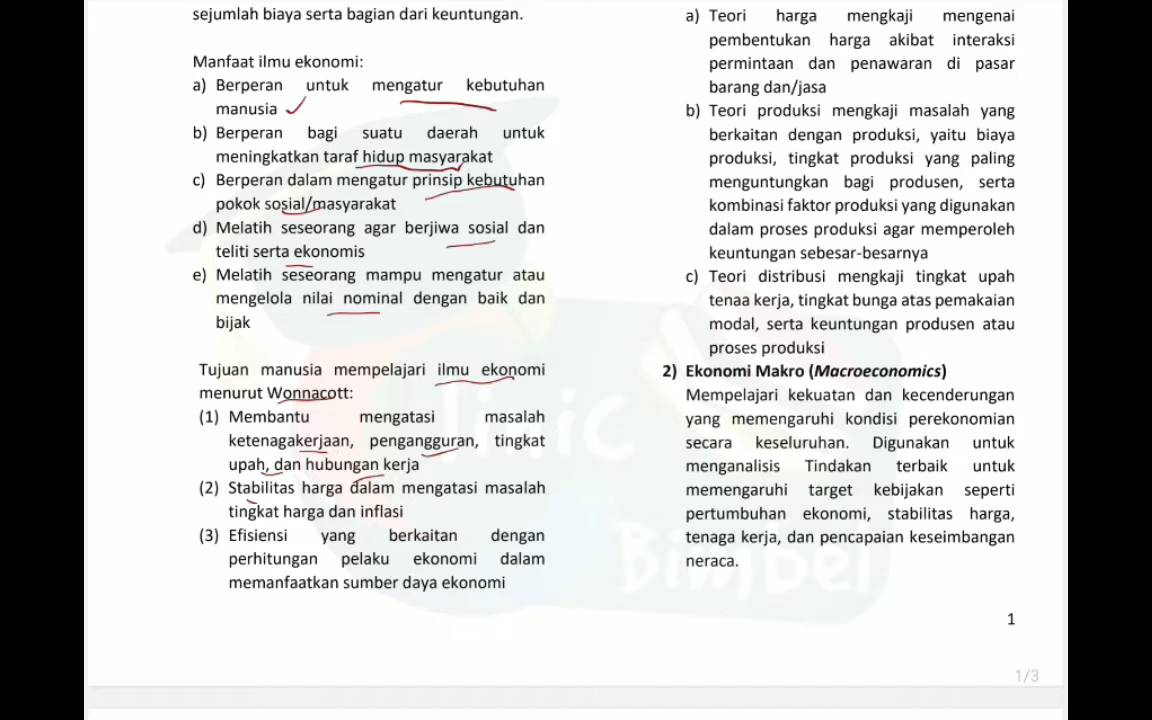 sejumlah biaya serta bagian dari keuntungan.
Manfaat ilmu ekonomi:
a) Berperan untuk mengatur kebutuhan
manusia
b) Berperan bagi suatu daerah untuk
meningkatkan taraf hidup masyarakat
c) Berperan dalam mengatur prinsip kebutuhan
pokok sosial/masyarakat
d) Melatih seseorang agar berjiwa sosial dan
teliti serta ekonomis
e) Melatih seseorang mampu mengatur atau
mengelola nilai nominal dengan baik dan
bijak
Tujuan manusia mempelajari ilmu ekonomi
menurut Wonnacott:
(1) Membantu mengatasi masalah
ketenagakerjaan, pengangguran, tingkat
upah, dan hubungan kerja
(2) Stabilitas harga dalam mengatasi masalah
tingkat harga dan inflasi
(3) Efisiensi yang berkaitan dengan
perhitungan pelaku ekonomi dalam
memanfaatkan sumber daya ekonomi
a) Teori harga mengkaji mengenai
pembentukan harga akibat interaksi
permintaan dan penawaran di pasar
barang dan/jasa
b) Teori produksi mengkaji masalah yang
berkaitan dengan produksi, yaitu biaya
produksi, tingkat produksi yang paling
menguntungkan bagi produsen, serta
kombinasi faktor produksi yang digunakan
dalam proses produksi agar memperoleh
keuntungan sebesar-besarnya
c) Teori distribusi mengkaji tingkat upah
tenaa kerja, tingkat bunga atas pemakaian
modal, serta keuntungan produsen atau
proses produksi
2) Ekonomi Makro (Macroeconomics)
Mempelajari kekuatan dan kecenderungan
yang memengaruhi kondisi perekonomian
secara keseluruhan. Digunakan untuk
menganalisis Tindakan terbaik untuk
memengaruhi target kebijakan seperti
pertumbuhan ekonomi, stabilitas harga,
tenaga kerja, dan pencapaian keseimbangan
neraca.
1
1/3
Bimbel